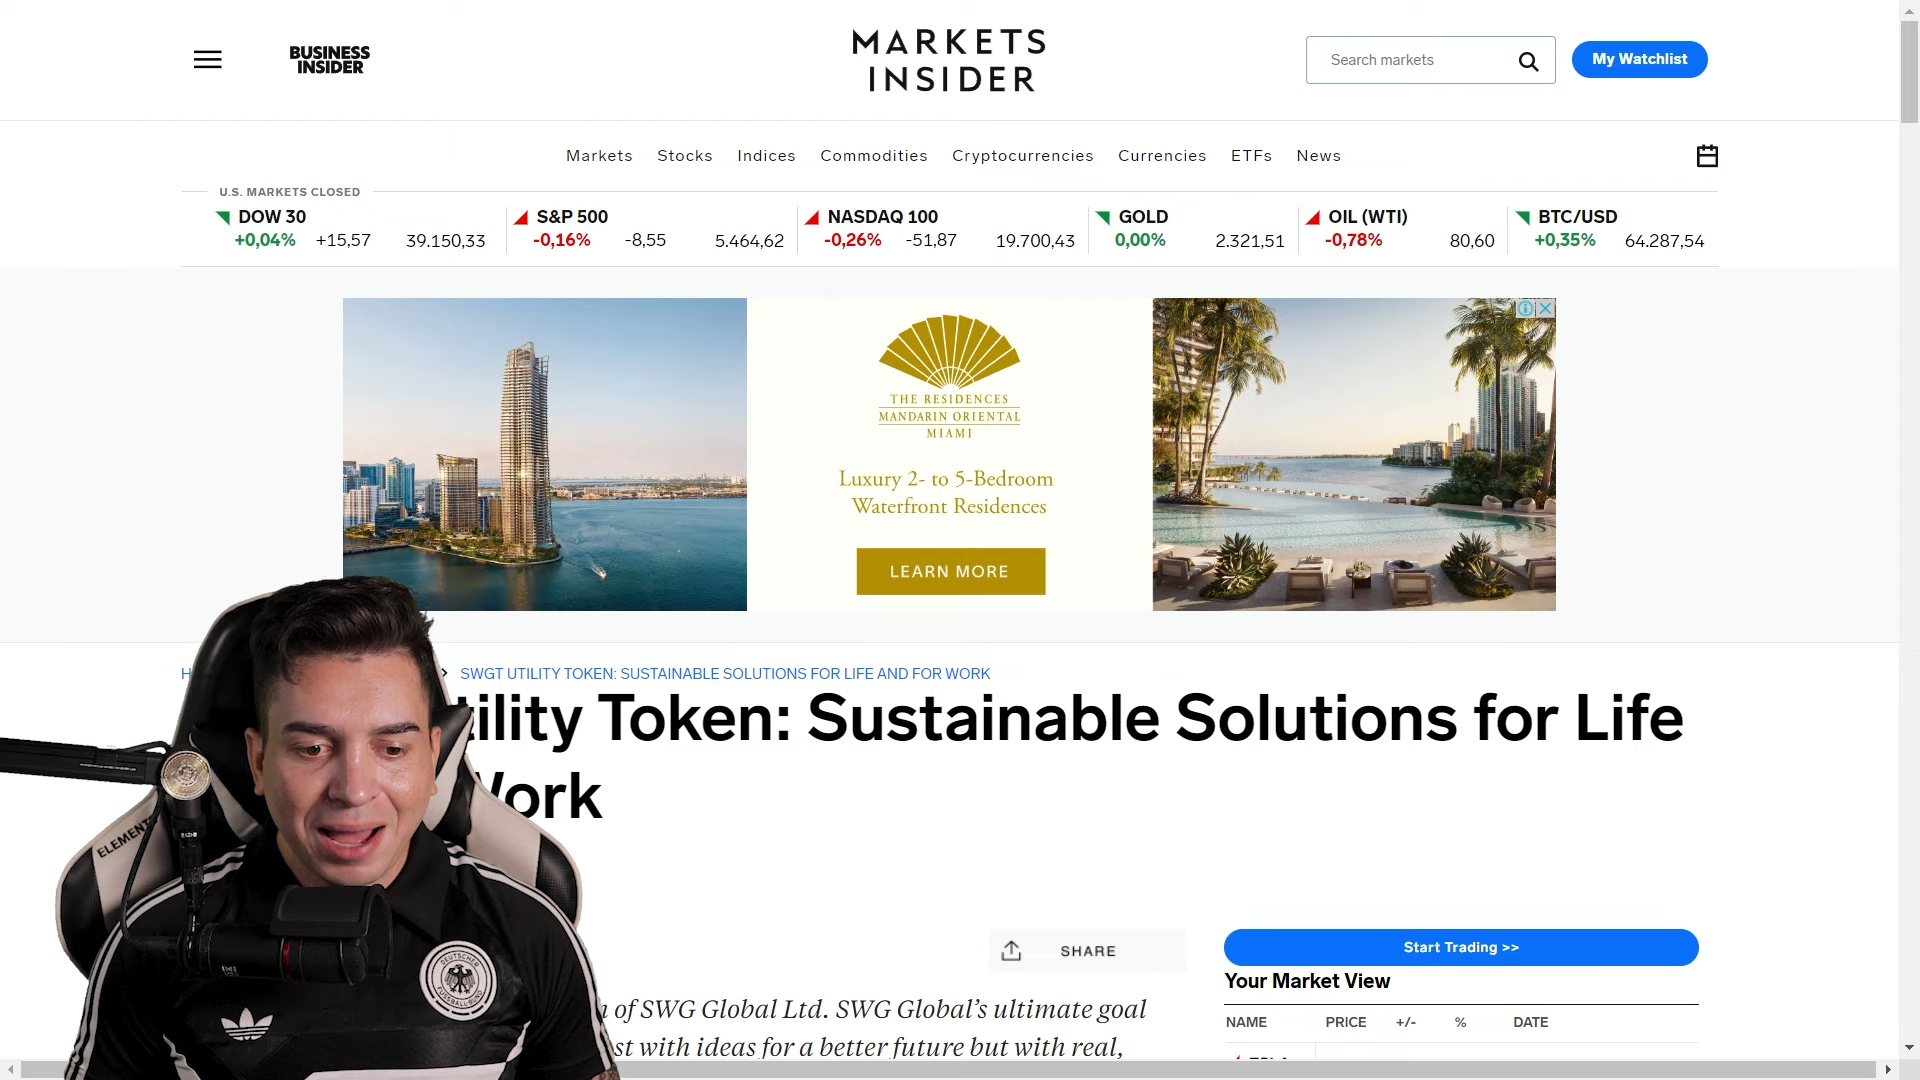 BUSINESS
INSIDER
MARKETS
INSIDER
Search markets
My Watchlist
Markets Stocks Indices Commodities Cryptocurrencies Currencies ETFs News
U.S. MARKETS CLOSED
DOW 30
+0,04% +15,57 39.150,33
S&P 500
-0,16% -8,55 5.464,62
NASDAQ 100
-0,26% -51,87 19.700,43
GOLD
0,00% 2.321,51
OIL (WTI)
-0,78% 80,60
BTC/USD
+0,35% 64.287,54
THE RESIDENCES
MANDARIN ORIENTAL
MIAMI
Luxury 2- to 5-Bedroom
Waterfront Residences
LEARN MORE
SWGT UTILITY TOKEN: SUSTAINABLE SOLUTIONS FOR LIFE AND FOR WORK
tility Token: Sustainable Solutions for Life
Work
ELEMENT
SHARE
Start Trading >>
Your Market View
NAME PRICE +/- % DATE
of SWG Global Ltd. SWG Global's ultimate goal
st with ideas for a better future but with real,
DEUTSCHER
FUSSBALL-BUND
adidas